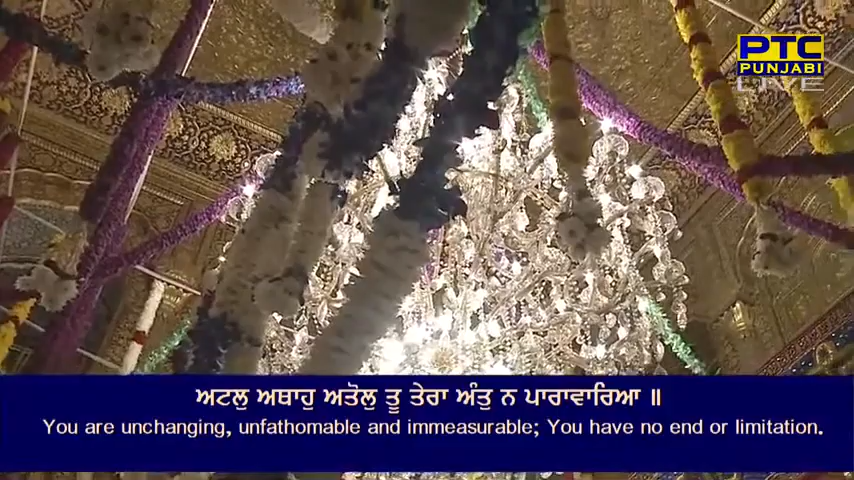 PTC
PUNJABI
LIVE
ਅਟਲੁ ਅਥਾਹੁ ਅਤੋਲੁ ਤੂ ਤੇਰਾ ਅੰਤੁ ਨ ਪਾਰਾਵਾਰਿਆ ॥
You are unchanging, unfathomable and immeasurable; You have no end or limitation.